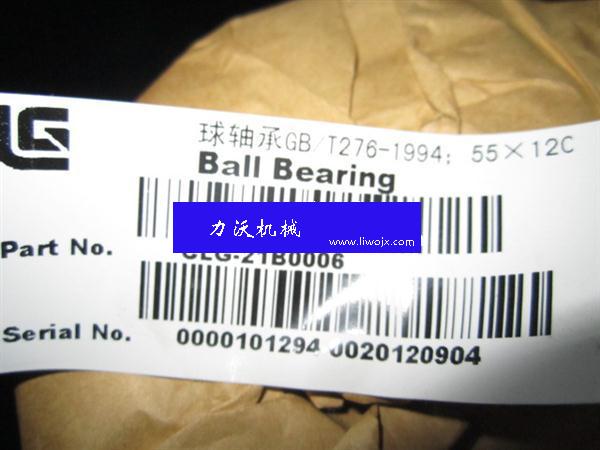 LG
球轴承GB/T276-1994; 55×12C
Ball Bearing
力沃机械
www.liwojx.com
Part No.
CLG-21B0006
Serial No.
0000101294 0020120904